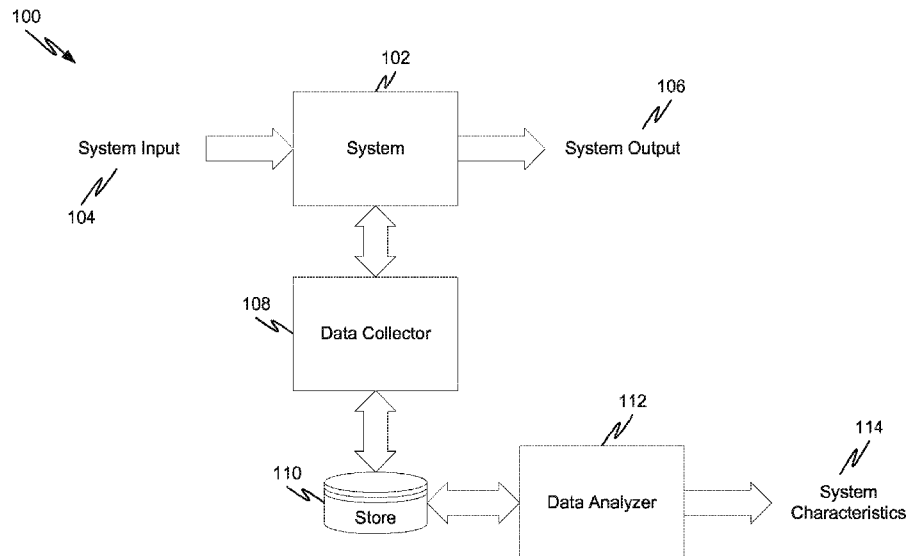 100
102
106
System Input
System
System Output
104
108
Data Collector
112
114
110
Store
Data Analyzer
System
Characteristics